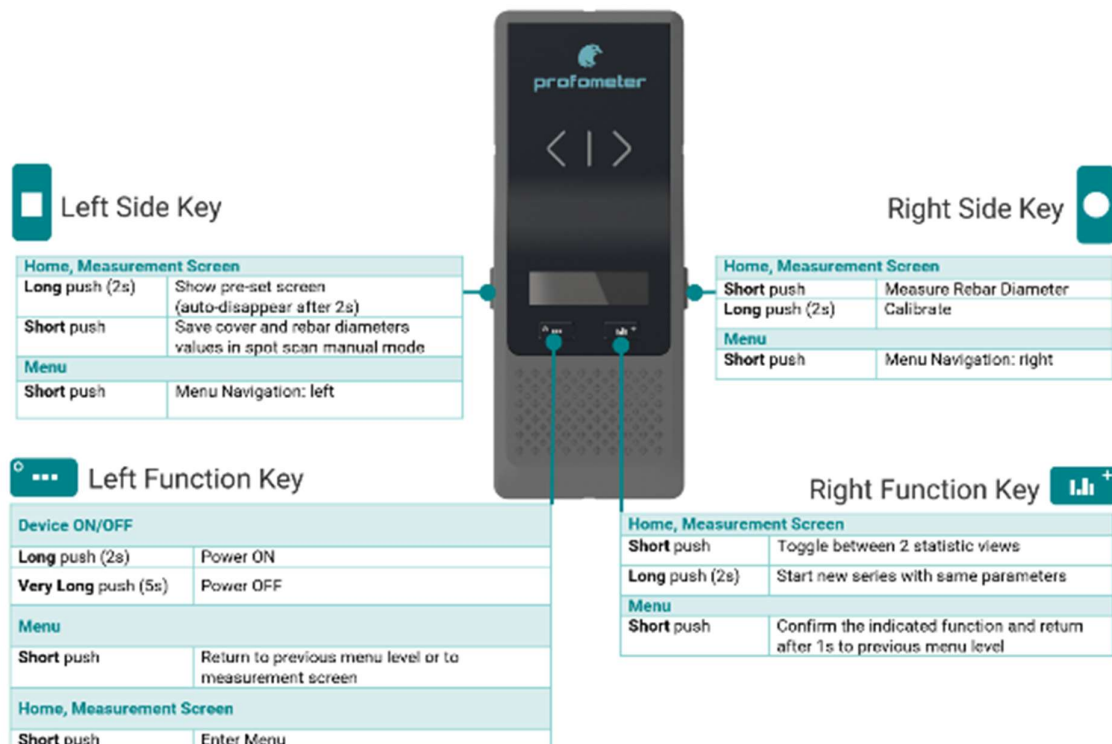 profometer
Left Side Key
Home, Measurement Screen
Long push (2s) Show pre-set screen
(auto-disappear after 2s)
Short push Save cover and rebar diameters
values in spot scan manual mode
Menu
Short push Menu Navigation: left
Right Side Key
Home, Measurement Screen
Short push Measure Rebar Diameter
Long push (2s) Calibrate
Menu
Short push Menu Navigation: right
Left Function Key
Device ON/OFF
Long push (2s) Power ON
Very Long push (5s) Power OFF
Menu
Short push Return to previous menu level or to
measurement screen
Home, Measurement Screen
Short push Enter Menu
Right Function Key
Home, Measurement Screen
Short push Toggle between 2 statistic views
Long push (2s) Start new series with same parameters
Menu
Short push Confirm the indicated function and return
after 1s to previous menu level